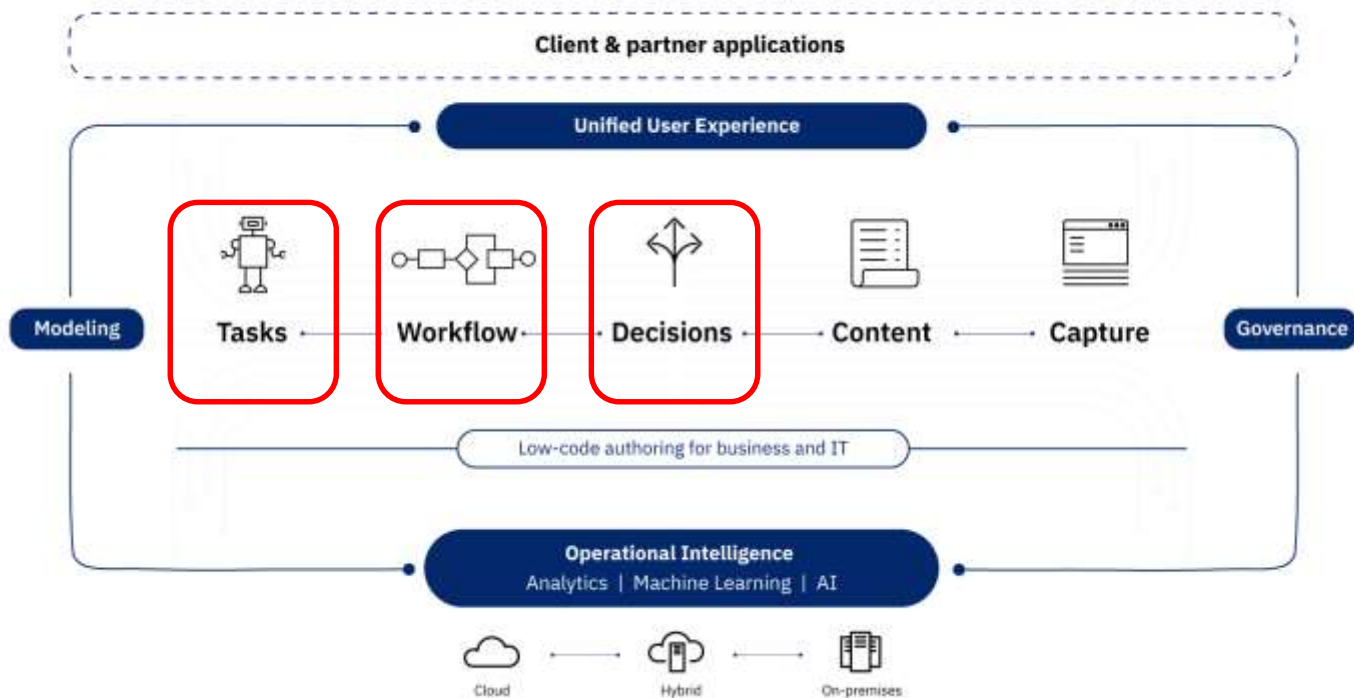 Client & partner applications
Unified User Experience
Modeling
Tasks
Workflow
Decisions
Content
Capture
Governance
Low-code authoring for business and IT
Operational Intelligence
Analytics | Machine Learning | AI
Cloud
Hybrid
On-premises